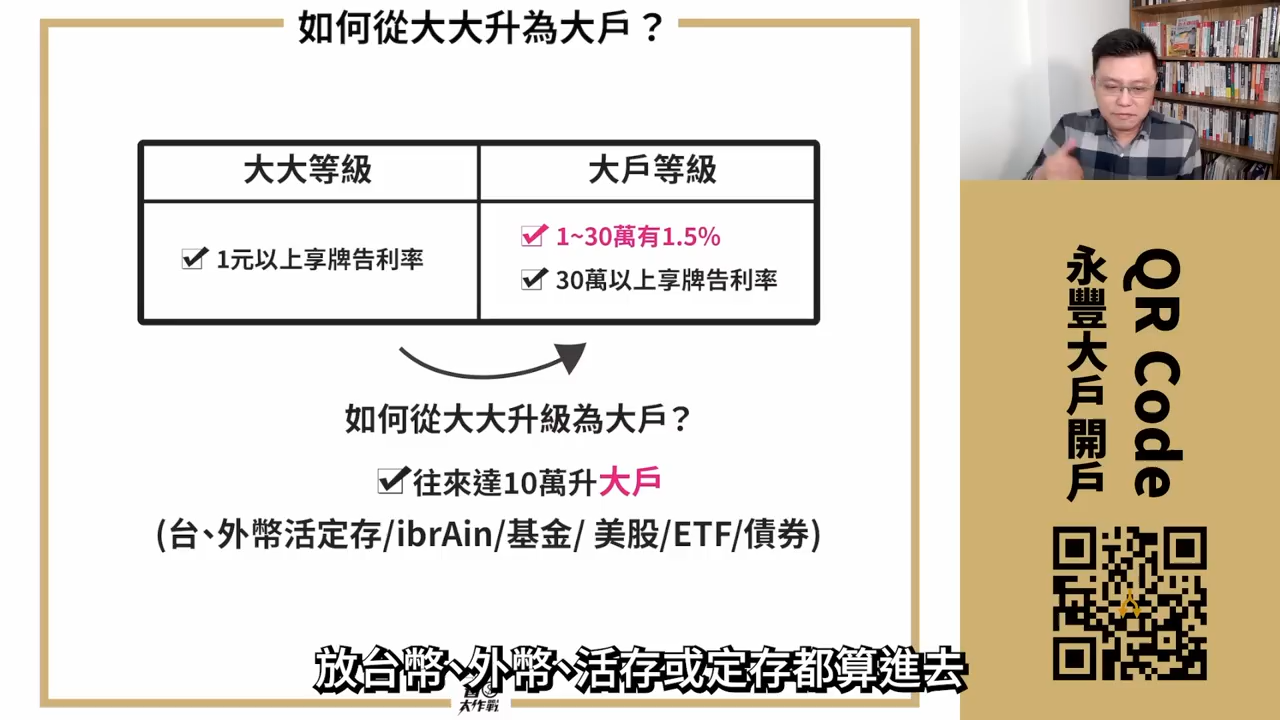 如何從大大升為大戶？
大大等級
大戶等級
1元以上享牌告利率
1~30萬有1.5%
30萬以上享牌告利率
如何從大大升級為大戶？
往來達10萬升大戶
(台、外幣活定存/ibrAin/基金/ 美股/ETF/債券)
放台幣、外幣、活存或定存都算進去
大作戰
QR Code
永豐大戶開戶